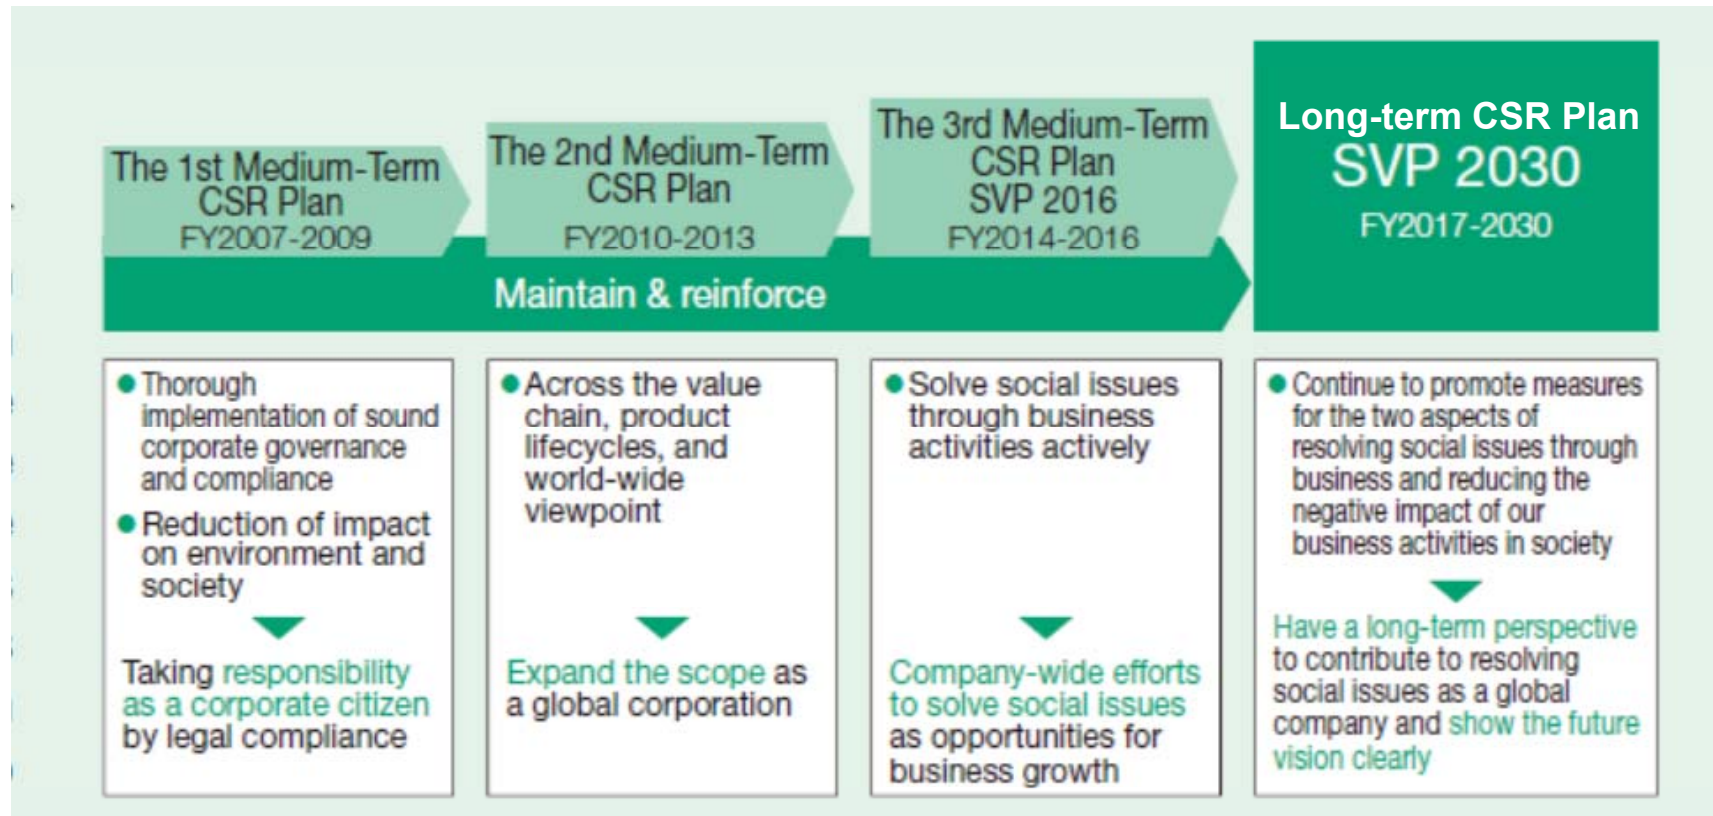 The 1st Medium-Term
CSR Plan
FY2007-2009
The 2nd Medium-Term
CSR Plan
FY2010-2013
The 3rd Medium-Term
CSR Plan
SVP 2016
FY2014-2016
Long-term CSR Plan
SVP 2030
FY2017-2030
Maintain & reinforce
● Thorough
implementation of sound
corporate governance
and compliance
● Reduction of impact
on environment and
society
Taking responsibility
as a corporate citizen
by legal compliance
● Across the value
chain, product
lifecycles, and
world-wide
viewpoint
Expand the scope as
a global corporation
● Solve social issues
through business
activities actively
Company-wide efforts
to solve social issues
as opportunities for
business growth
● Continue to promote measures
for the two aspects of
resolving social issues through
business and reducing the
negative impact of our
business activities in society
Have a long-term perspective
to contribute to resolving
social issues as a global
company and show the future
vision clearly